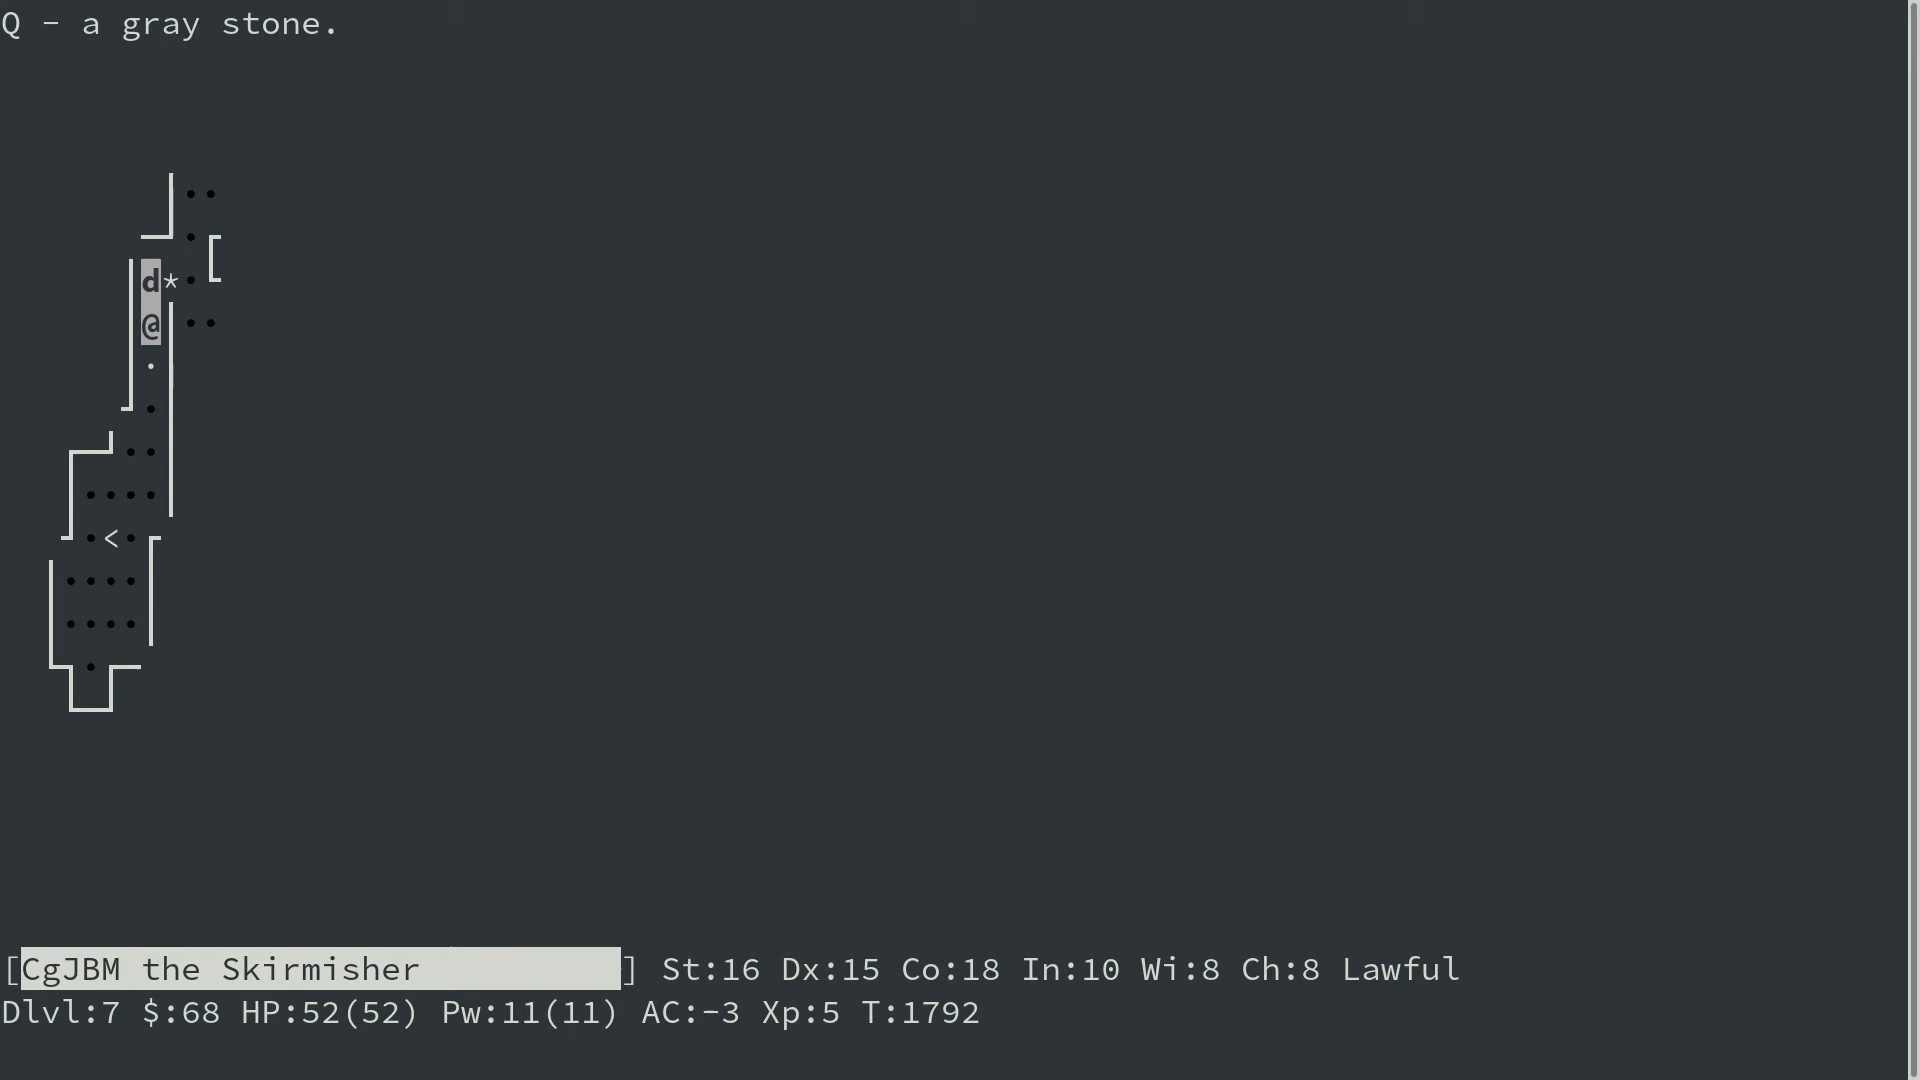 Q - a gray stone.
··
·
d*·
@ ··
·
·
··
····
·<·
····
····
·
[CgJBM the Skirmisher          ] St:16 Dx:15 Co:18 In:10 Wi:8 Ch:8 Lawful
Dlvl:7 $:68 HP:52(52) Pw:11(11) AC:-3 Xp:5 T:1792